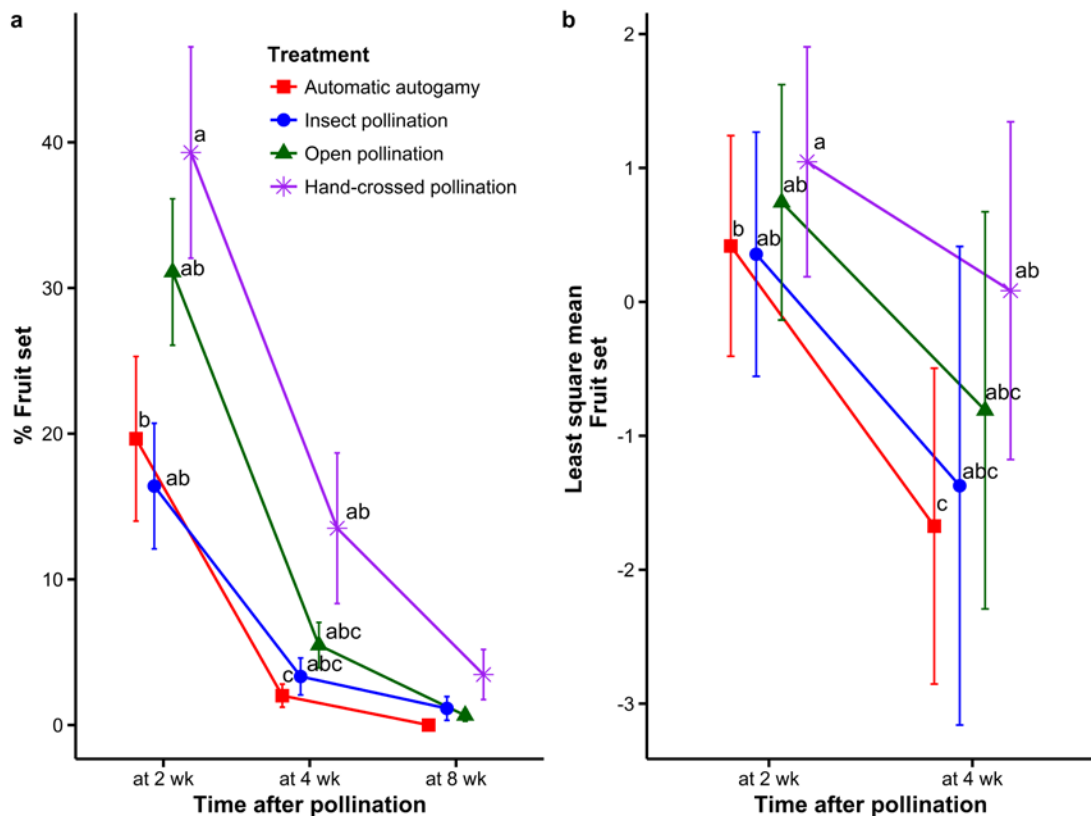 a
Treatment
Automatic autogamy
Insect pollination
Open pollination
Hand-crossed pollination
% Fruit set
40
30
20
10
0
a
ab
b
ab
ab
abc
abc
c
at 2 wk
at 4 wk
at 8 wk
Time after pollination
b
Least square mean
Fruit set
2
1
0
-1
-2
-3
a
ab
b
ab
ab
abc
abc
c
at 2 wk
at 4 wk
Time after pollination